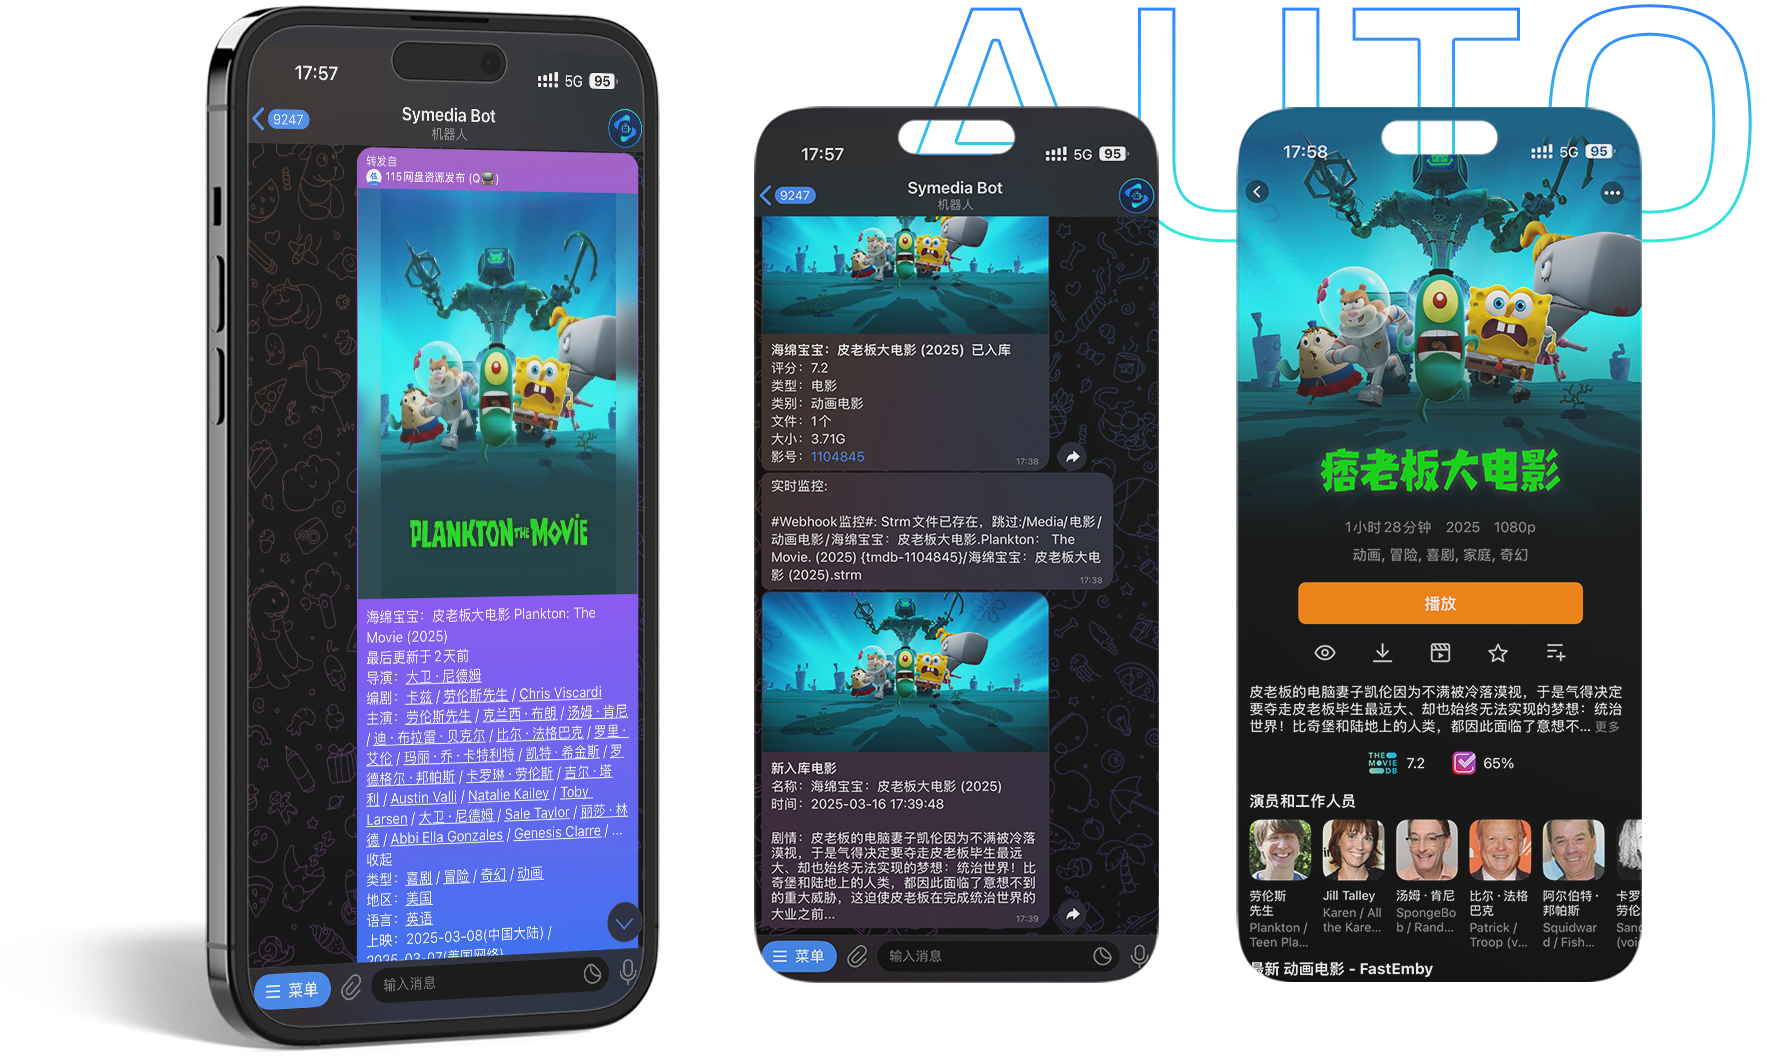 AUTO
17:57
5G 95
9247
Symedia Bot
机器人
转发自
115网盘资源发布 (Q
PLANKTON THE MOVIE
海绵宝宝：皮老板大电影 Plankton: The
Movie (2025)
最后更新于2天前
导演：大卫·尼德姆
编剧：卡兹 / 劳伦斯先生 / Chris Viscardi
主演：劳伦斯先生 / 克兰西·布朗 / 汤姆·肯尼
/ 迪·布拉雷·贝克尔 / 比尔·法格巴克 / 罗里·
艾伦 / 玛丽·乔·卡特利特 / 凯特·希金斯 / 罗
德格尔·邦帕斯 / 卡罗琳·劳伦斯 / 吉尔·塔
利 / Austin Valli / Natalie Kailey / Toby
Larsen / 大卫·尼德姆 / Sale Taylor / 丽莎·林
德 / Abbi Ella Gonzales / Genesis Clarre / ...
收起
类型：喜剧 / 冒险 / 奇幻 / 动画
地区：美国
语言：英语
上映：2025-03-08(中国大陆) /
2025-03-07(美国网络)
菜单
输入消息
17:57
5G 95
9247
Symedia Bot
机器人
海绵宝宝：皮老板大电影 (2025) 已入库
评分：7.2
类型：电影
类别：动画电影
文件：1个
大小：3.71G
影号：1104845
17:38
实时监控:
#Webhook监控#: Strm文件已存在，跳过:/Media/电影/
动画电影/海绵宝宝：皮老板大电影.Plankton： The
Movie. (2025) {tmdb-1104845}/海绵宝宝：皮老板大电
影 (2025).strm
17:38
新入库电影
名称：海绵宝宝：皮老板大电影 (2025)
时间：2025-03-16 17:39:48
剧情：皮老板的电脑妻子凯伦因为不满被冷落
漠视，于是气得决定要夺走皮老板毕生最远
大、却也始终无法实现的梦想：统治世界！比
奇堡和陆地上的人类，都因此面临了意想不到
的重大威胁，这迫使皮老板在完成统治世界的
大业之前...
17:39
菜单
输入消息
17:58
5G 95
痞老板大电影
1小时28分钟 2025 1080p
动画, 冒险, 喜剧, 家庭, 奇幻
播放
皮老板的电脑妻子凯伦因为不满被冷落漠视，于是气得决定
要夺走皮老板毕生最远大、却也始终无法实现的梦想：统治
世界！比奇堡和陆地上的人类，都因此面临了意想不... 更多
THE MOVIE DB 7.2 65%
演员和工作人员
劳伦斯
先生
Plankton /
Teen Pla...
Jill Talley
Karen / All
the Kare...
汤姆·肯尼
SpongeBo
b / Rand...
比尔·法格
巴克
Patrick /
Troop (v...
阿尔伯特·
邦帕斯
Squidwar
d / Fish...
卡罗
劳伦
Sand
(voi
最新 动画电影 - FastEmby